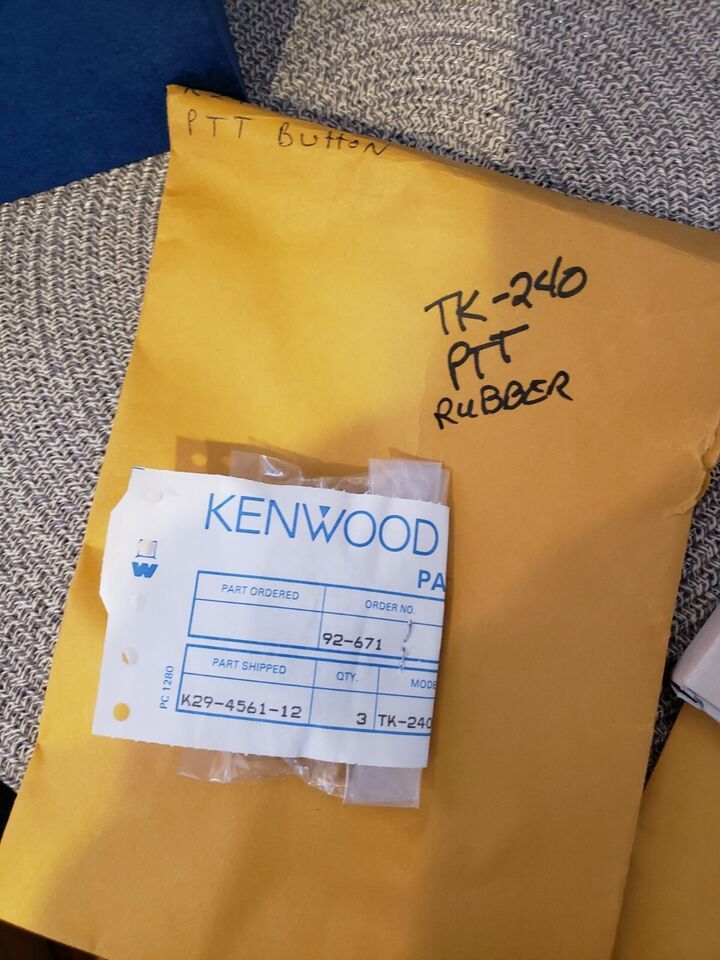 PTT Button
TK-240
PTT
RUBBER
KENWOOD
PA
PART ORDERED
ORDER NO.
92-671
PART SHIPPED
QTY.
MODE
K29-4561-12
3
TK-240
PC 1280
W